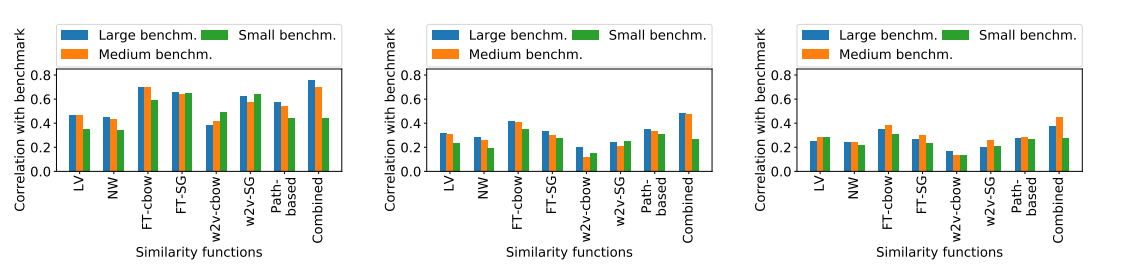 Large benchm.
Small benchm.
Medium benchm.
Correlation with benchmark
0.8
0.6
0.4
0.2
0.0
LV
NW
FT-cbow
FT-SG
w2v-cbow
w2v-SG
Path-
based
Combined
Similarity functions
Large benchm.
Small benchm.
Medium benchm.
Correlation with benchmark
0.8
0.6
0.4
0.2
0.0
LV
NW
FT-cbow
FT-SG
w2v-cbow
w2v-SG
Path-
based
Combined
Similarity functions
Large benchm.
Small benchm.
Medium benchm.
Correlation with benchmark
0.8
0.6
0.4
0.2
0.0
LV
NW
FT-cbow
FT-SG
w2v-cbow
w2v-SG
Path-
based
Combined
Similarity functions